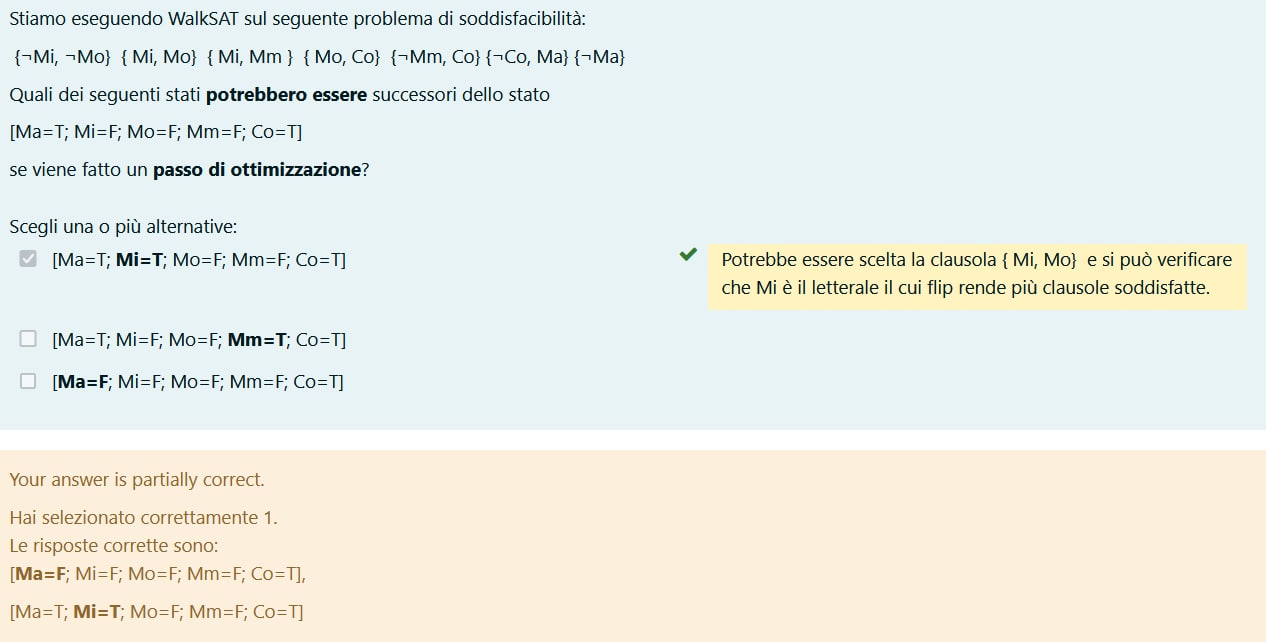 Stiamo eseguendo WalkSAT sul seguente problema di soddisfacibilità:
{¬Mi, ¬Mo} { Mi, Mo} { Mi, Mm } { Mo, Co} {¬Mm, Co} {¬Co, Ma} {¬Ma}
Quali dei seguenti stati potrebbero essere successori dello stato
[Ma=T; Mi=F; Mo=F; Mm=F; Co=T]
se viene fatto un passo di ottimizzazione?
Scegli una o più alternative:
[Ma=T; Mi=T; Mo=F; Mm=F; Co=T]
Potrebbe essere scelta la clausola { Mi, Mo} e si può verificare
che Mi è il letterale il cui flip rende più clausole soddisfatte.
[Ma=T; Mi=F; Mo=F; Mm=T; Co=T]
[Ma=F; Mi=F; Mo=F; Mm=F; Co=T]
Your answer is partially correct.
Hai selezionato correttamente 1.
Le risposte corrette sono:
[Ma=F; Mi=F; Mo=F; Mm=F; Co=T],
[Ma=T; Mi=T; Mo=F; Mm=F; Co=T]